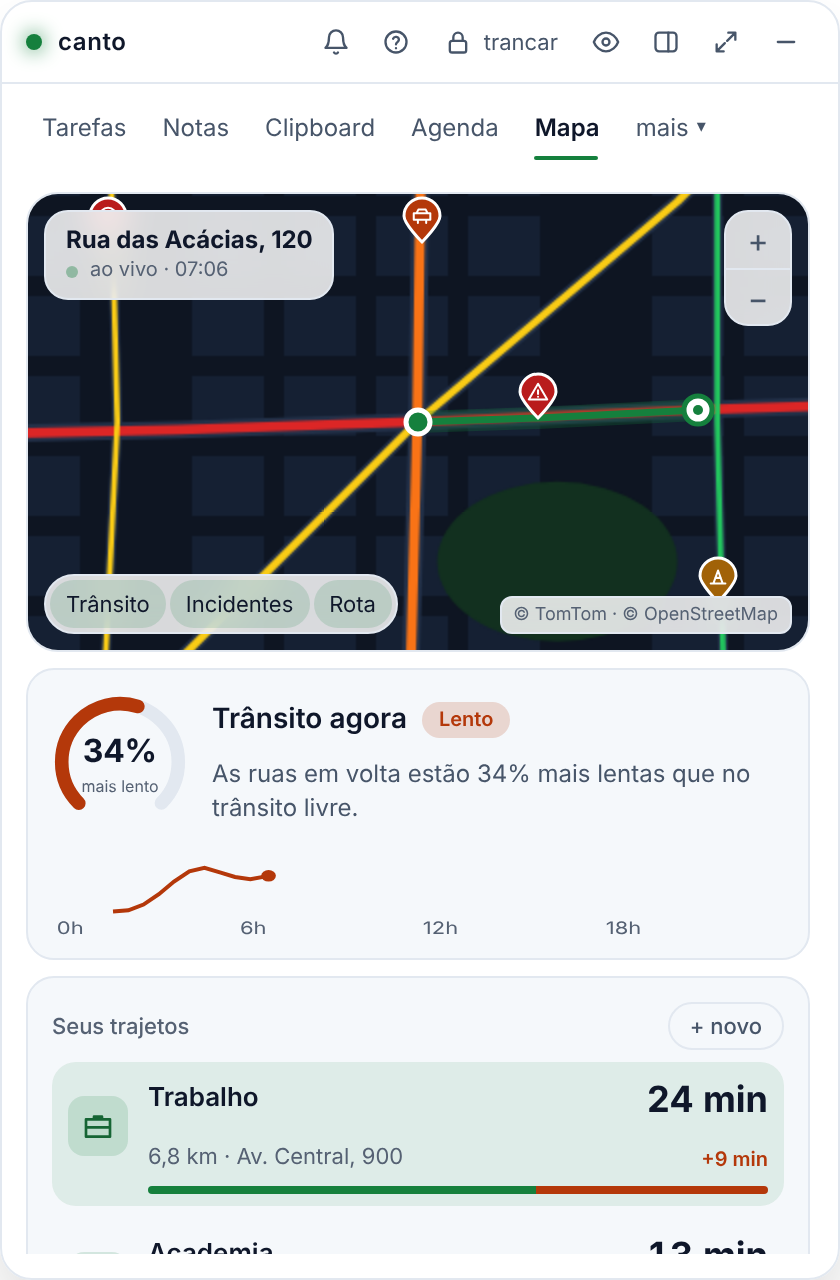 canto
trancar
Tarefas Notas Clipboard Agenda Mapa mais ▾
Rua das Acácias, 120
ao vivo · 07:06
+
−
Trânsito Incidentes Rota
© TomTom · © OpenStreetMap
34%
mais lento
Trânsito agora Lento
As ruas em volta estão 34% mais lentas que no
trânsito livre.
0h 6h 12h 18h
Seus trajetos + novo
Trabalho 24 min
6,8 km · Av. Central, 900 +9 min
Academia 13 min